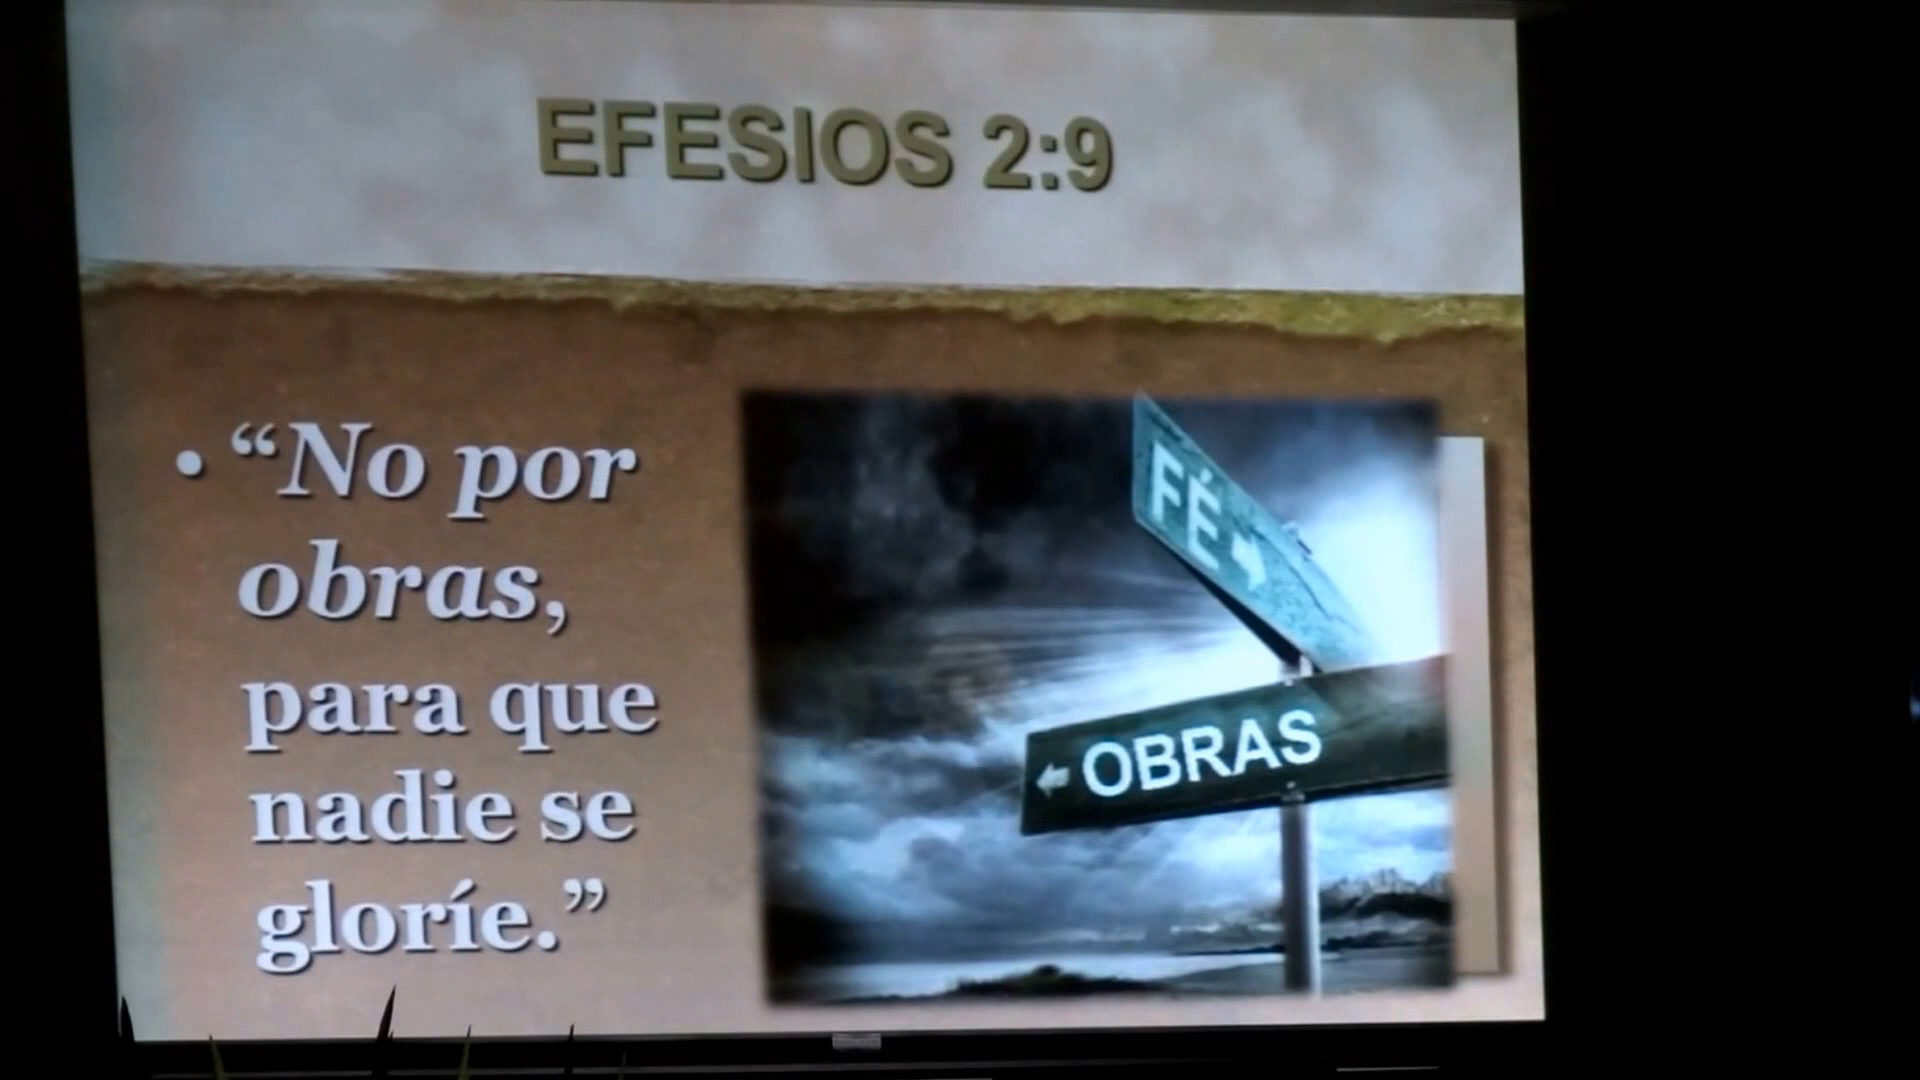 EFESIOS 2:9
• “No por
obras,
para que
nadie se
gloríe.”
FÉ →
← OBRAS